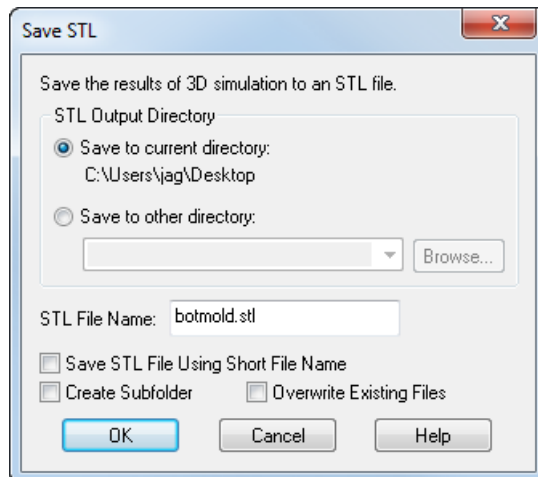 Save STL
Save the results of 3D simulation to an STL file.
STL Output Directory
Save to current directory:
C:\Users\jag\Desktop
Save to other directory:
Browse...
STL File Name: botmold.stl
Save STL File Using Short File Name
Create Subfolder Overwrite Existing Files
OK Cancel Help